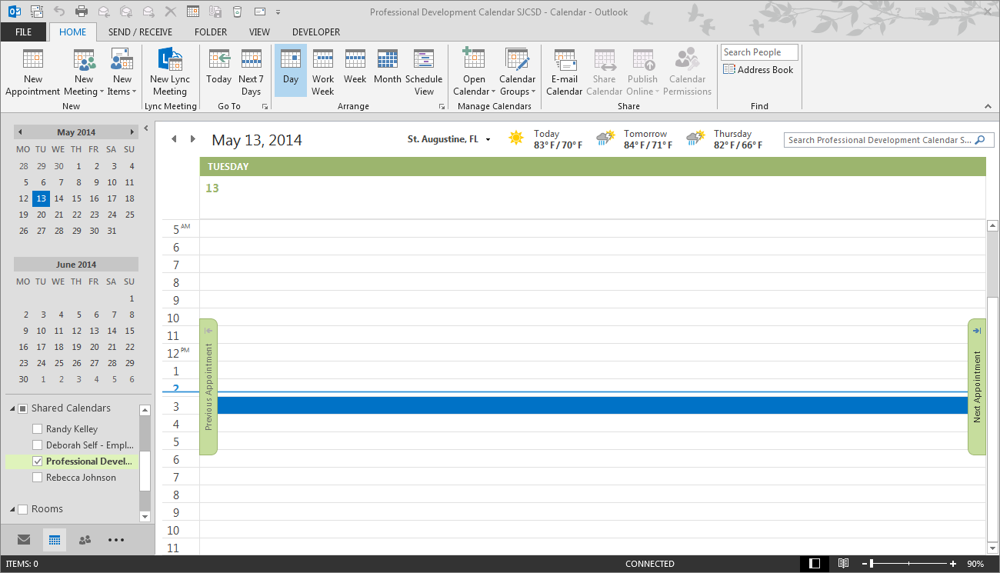 Professional Development Calendar SJCSD - Calendar - Outlook
FILE HOME SEND / RECEIVE FOLDER VIEW DEVELOPER
New Appointment
New Meeting
New Items
New
New Lync Meeting
Lync Meeting
Today
Next 7 Days
Go To
Day
Work Week
Week
Month
Schedule View
Arrange
Open Calendar
Calendar Groups
Manage Calendars
E-mail Calendar
Share Calendar
Publish Online
Calendar Permissions
Share
Search People
Address Book
Find
May 2014
MO TU WE TH FR SA SU
28 29 30 1 2 3 4
5 6 7 8 9 10 11
12 13 14 15 16 17 18
19 20 21 22 23 24 25
26 27 28 29 30 31
June 2014
MO TU WE TH FR SA SU
1
2 3 4 5 6 7 8
9 10 11 12 13 14 15
16 17 18 19 20 21 22
23 24 25 26 27 28 29
30 1 2 3 4 5 6
Shared Calendars
Randy Kelley
Deborah Self - Empl...
Professional Devel...
Rebecca Johnson
Rooms
May 13, 2014
St. Augustine, FL
Today
83° F / 70° F
Tomorrow
84° F / 71° F
Thursday
82° F / 66° F
Search Professional Development Calendar S...
TUESDAY
13
5 AM
6
7
8
9
10
11
12 PM
1
2
3
4
5
6
7
8
9
10
11
Previous Appointment
Next Appointment
ITEMS: 0
CONNECTED
90%